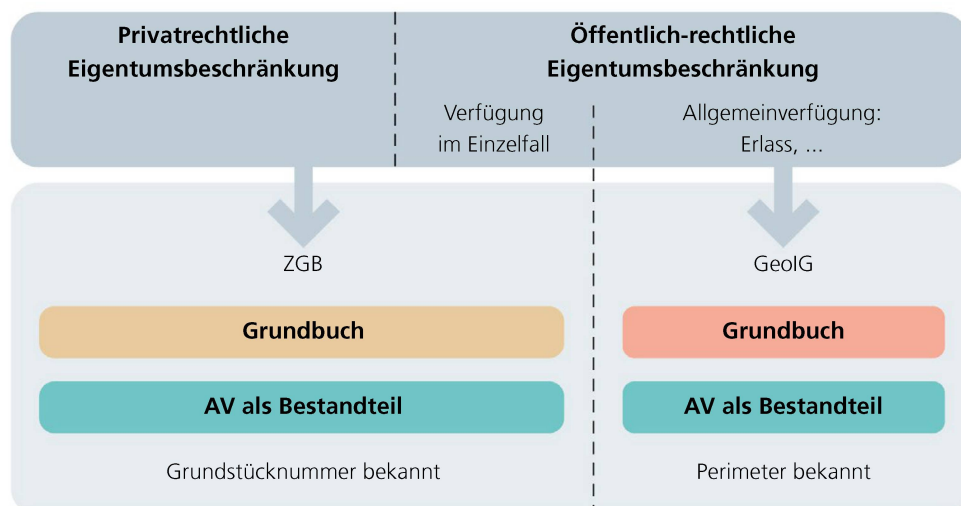 Privatrechtliche
Eigentumsbeschränkung
Öffentlich-rechtliche
Eigentumsbeschränkung
Verfügung
im Einzelfall
Allgemeinverfügung:
Erlass, ...
ZGB
GeoIG
Grundbuch
Grundbuch
AV als Bestandteil
AV als Bestandteil
Grundstücknummer bekannt
Perimeter bekannt